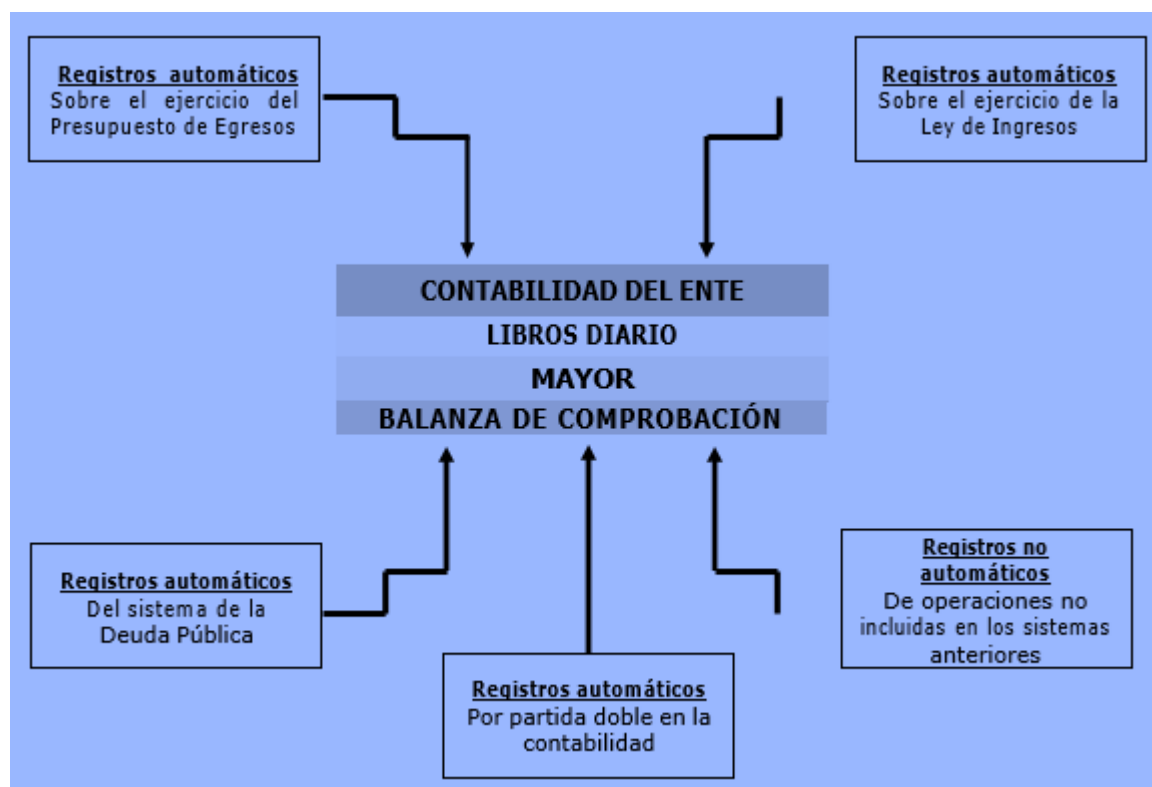 Registros automáticos
Sobre el ejercicio del
Presupuesto de Egresos
Registros automáticos
Sobre el ejercicio de la
Ley de Ingresos
CONTABILIDAD DEL ENTE
LIBROS DIARIO
MAYOR
BALANZA DE COMPROBACIÓN
Registros automáticos
Del sistema de la
Deuda Pública
Registros automáticos
Por partida doble en la
contabilidad
Registros no
automáticos
De operaciones no
incluidas en los sistemas
anteriores